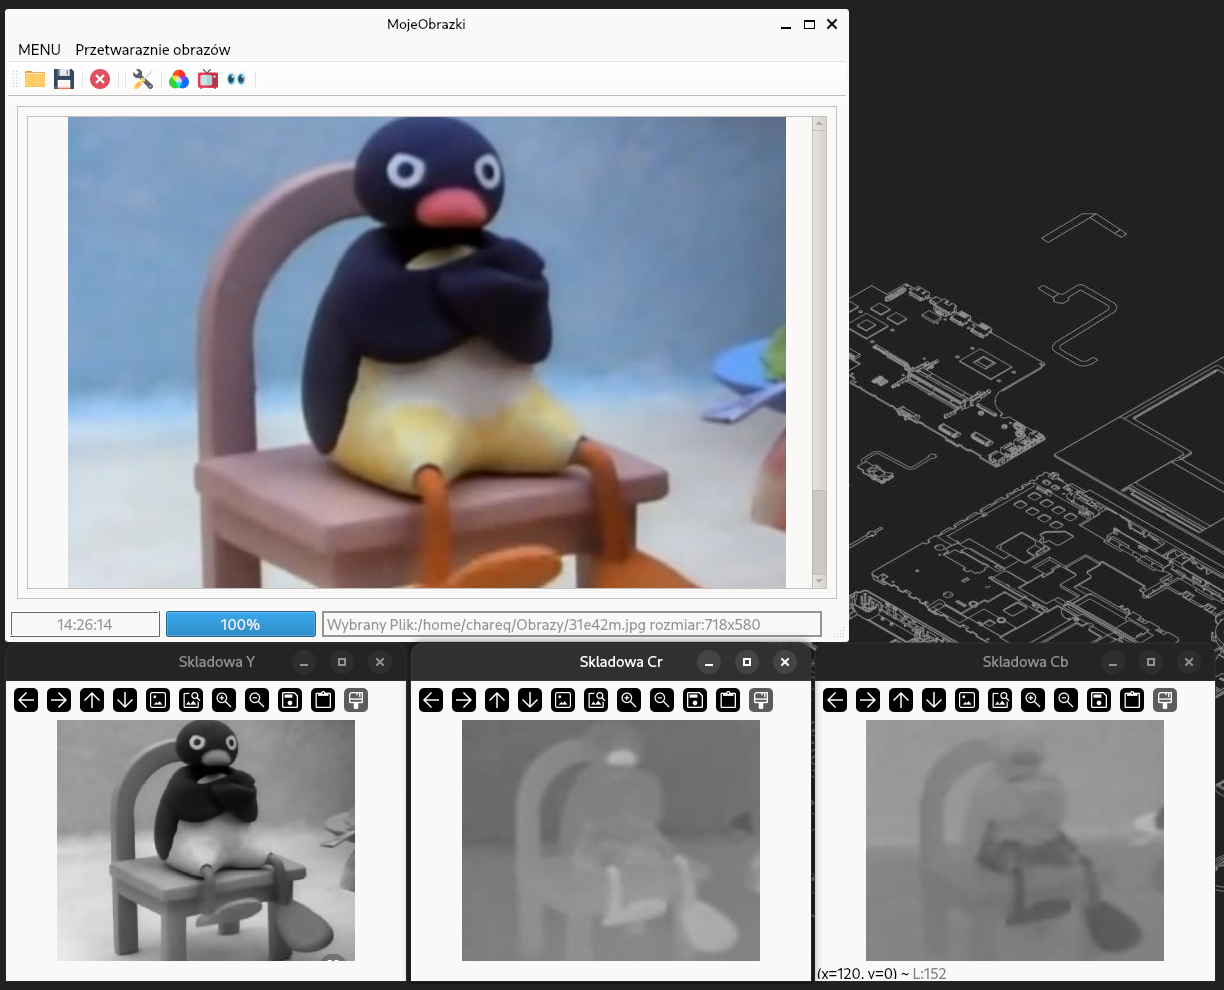 MojeObrazki
MENU Przetwaraznie obrazów
14:26:14
100%
Wybrany Plik:/home/chareq/Obrazy/31e42m.jpg rozmiar:718x580
Skladowa Y
Skladowa Cr
Skladowa Cb
(x=120, y=0) ~ L:152